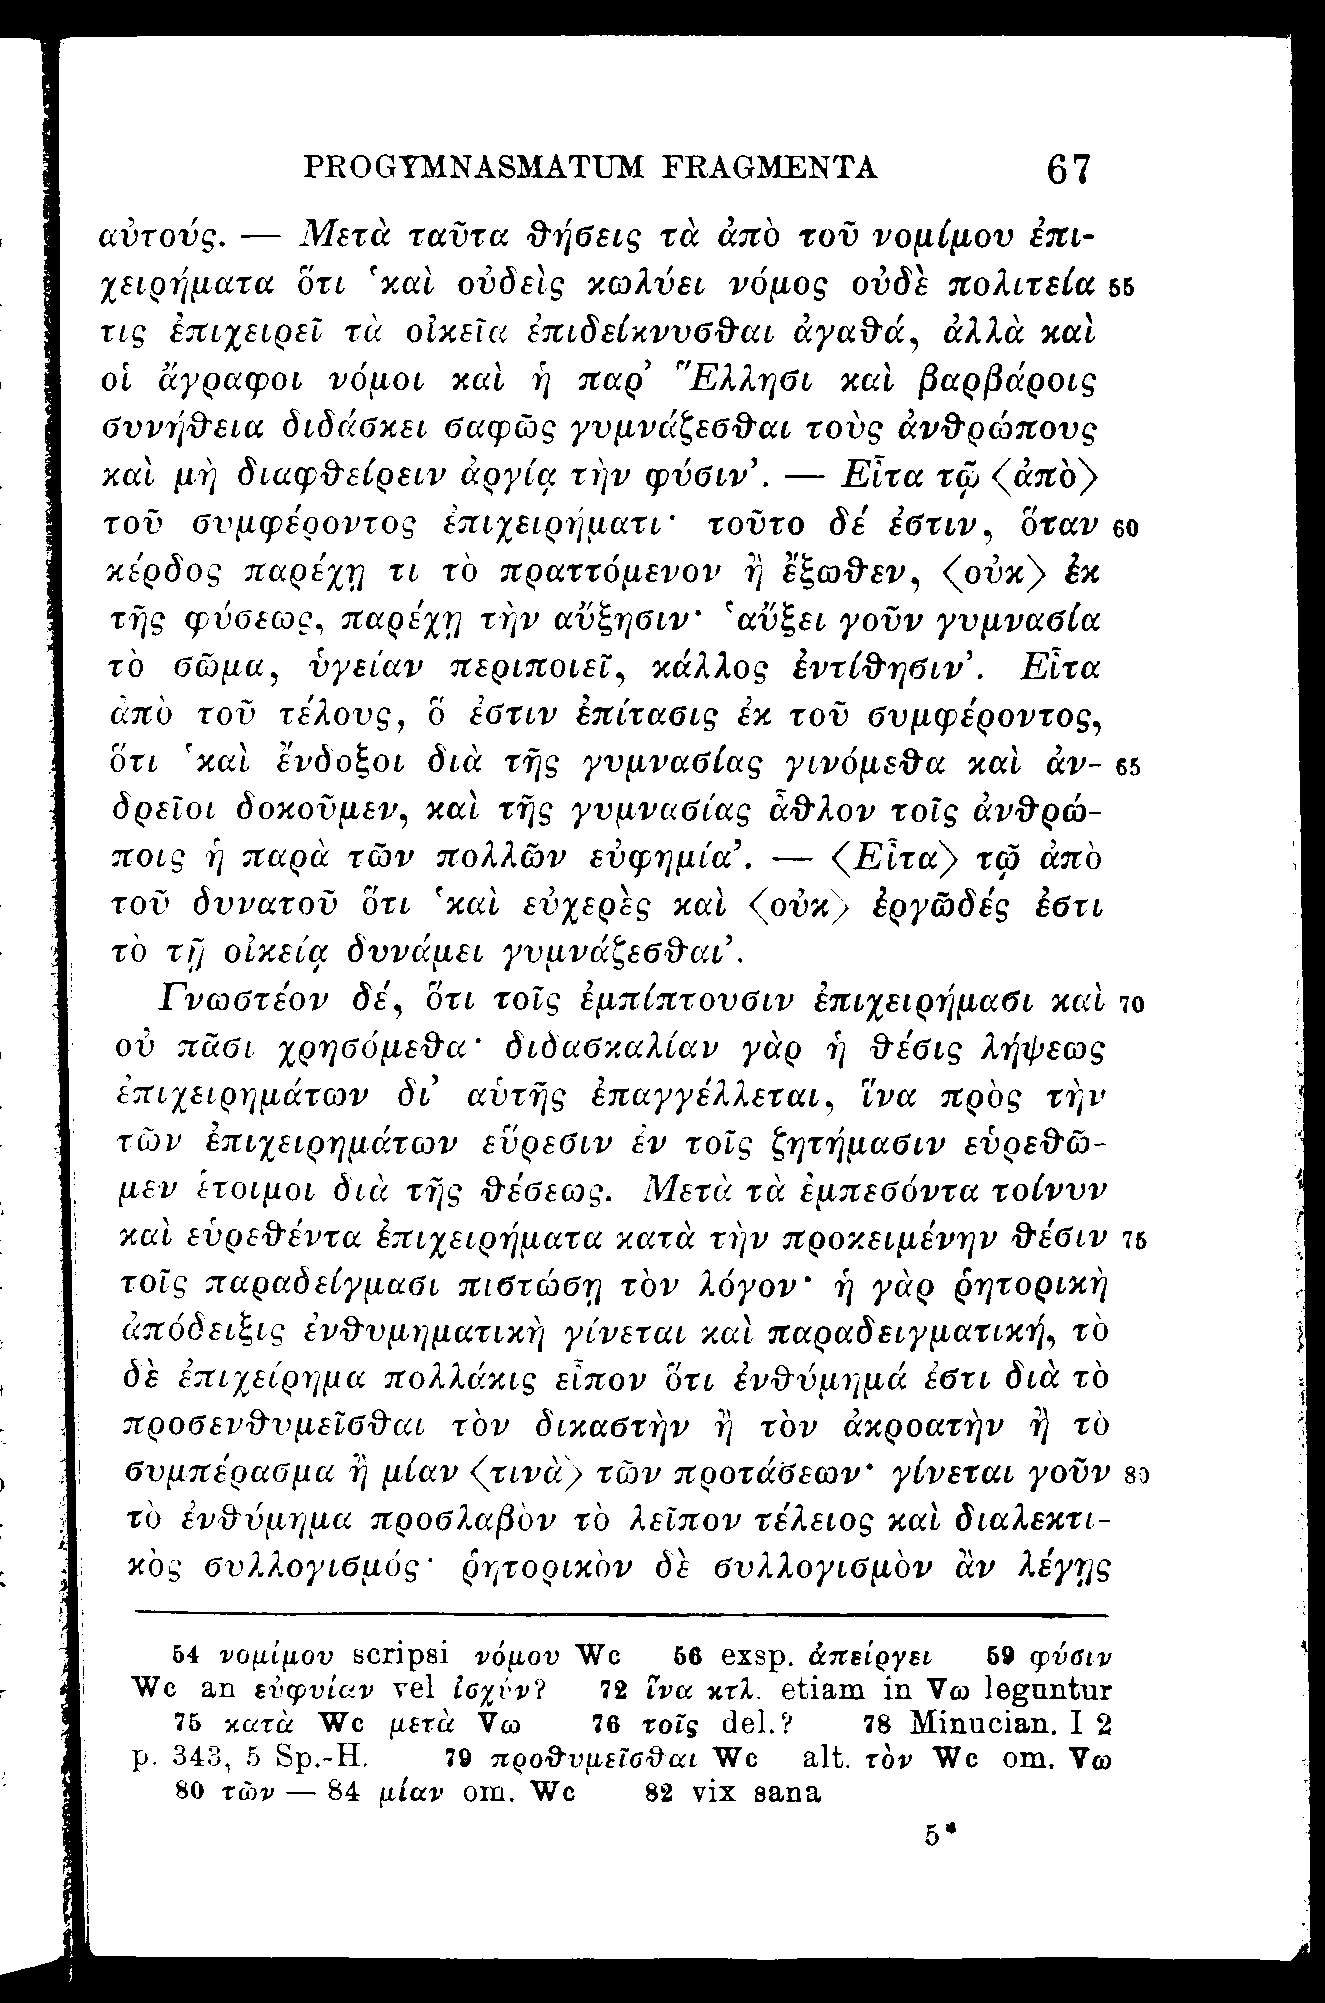 PROGYMNASMATUM FRAGMENTA 67
αὐτούς. — Μετὰ ταῦτα θήσεις τὰ ἀπὸ τοῦ νομίμου ἐπι-
χειρήματα ὅτι ‛καὶ οὐδεὶς κωλύει νόμος οὐδὲ πολιτεία 55
τις ἐπιχειρεῖ τὰ οἰκεῖα ἐπιδείκνυσθαι ἀγαθά, ἀλλὰ καὶ
οἱ ἄγραφοι νόμοι καὶ ἡ παρ’ Ἕλλησι καὶ βαρβάροις
συνήθεια διδάσκει σαφῶς γυμνάζεσθαι τοὺς ἀνθρώπους
καὶ μὴ διαφθείρειν ἀργίᾳ τὴν φύσιν’. — Εἶτα τῷ 〈ἀπὸ〉
τοῦ συμφέροντος ἐπιχειρήματι· τοῦτο δέ ἐστιν, ὅταν 60
κέρδος παρέχῃ τι τὸ πραττόμενον ἢ ἔξωθεν, 〈οὐκ〉 ἐκ
τῆς φύσεως, παρέχῃ τὴν αὔξησιν· ‛αὔξει γοῦν γυμνασία
τὸ σῶμα, ὑγείαν περιποιεῖ, κάλλος ἐντίθησιν’. Εἶτα
ἀπὸ τοῦ τέλους, ὅ ἐστιν ἐπίτασις ἐκ τοῦ συμφέροντος,
ὅτι ‛καὶ ἔνδοξοι διὰ τῆς γυμνασίας γινόμεθα καὶ ἀν- 65
δρεῖοι δοκοῦμεν, καὶ τῆς γυμνασίας ἆθλον τοῖς ἀνθρώ-
ποις ἡ παρὰ τῶν πολλῶν εὐφημία’. — 〈Εἶτα〉 τῷ ἀπὸ
τοῦ δυνατοῦ ὅτι ‛καὶ εὐχερὲς καὶ 〈οὐκ〉 ἐργῶδές ἐστι
τὸ τῇ οἰκείᾳ δυνάμει γυμνάζεσθαι’.
Γνωστέον δέ, ὅτι τοῖς ἐμπίπτουσιν ἐπιχειρήμασι καὶ 70
οὐ πᾶσι χρησόμεθα· διδασκαλίαν γὰρ ἡ θέσις λήψεως
ἐπιχειρημάτων δι’ αὑτῆς ἐπαγγέλλεται, ἵνα πρὸς τὴν
τῶν ἐπιχειρημάτων εὕρεσιν ἐν τοῖς ζητήμασιν εὑρεθῶ-
μεν ἑτοιμοι διὰ τῆς θέσεως. Μετὰ τὰ ἐμπεσόντα τοίνυν
καὶ εὑρεθέντα ἐπιχειρήματα κατὰ τὴν προκειμένην θέσιν 75
τοῖς παραδείγμασι πιστώσῃ τὸν λόγον· ἡ γὰρ ῥητορικὴ
ἀπόδειξις ἐνθυμηματικὴ γίνεται καὶ παραδειγματική, τὸ
δὲ ἐπιχείρημα πολλάκις εἶπον ὅτι ἐνθύμημά ἐστι διὰ τὸ
προσενθυμεῖσθαι τὸν δικαστὴν ἢ τὸν ἀκροατὴν ἢ τὸ
συμπέρασμα ἢ μίαν 〈τινὰ〉 τῶν προτάσεων· γίνεται γοῦν 80
τὸ ἐνθύμημα προσλαβὸν τὸ λεῖπον τέλειος καὶ διαλεκτι-
κὸς συλλογισμός· ῥητορικὸν δὲ συλλογισμὸν ἂν λέγῃς
54 νομίμου scripsi νόμου Wc 56 exsp. ἀπείργει 59 φύσιν
Wc an εὐφυίαν vel ἰσχύν? 72 ἵνα κτλ. etiam in Vω leguntur
75 κατὰ Wc μετὰ Vω 76 τοῖς del.? 78 Minucian. I 2
p. 343, 5 Sp.-H. 79 προθυμεῖσθαι Wc alt. τὸν Wc om. Vω
80 τῶν — 84 μίαν om. Wc 82 vix sana
5*